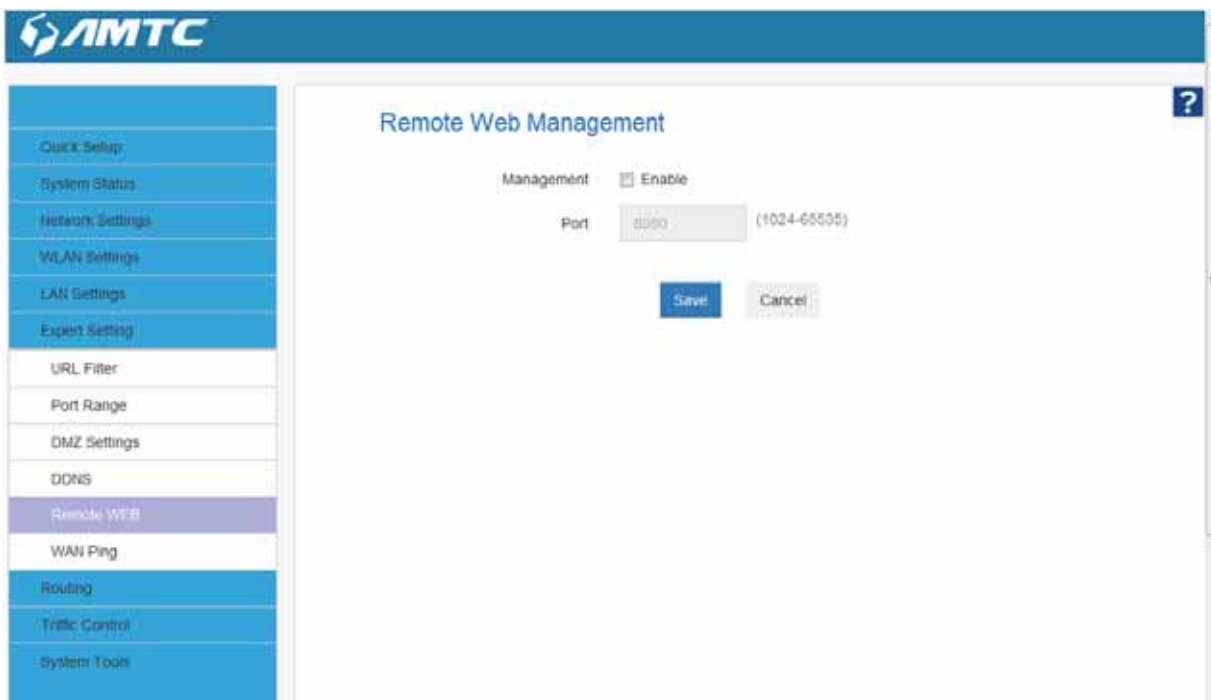 AMTC
?
Remote Web Management
Quick Setup
System Status
Network Settings
WLAN Settings
LAN Settings
Expert Setting
URL Filter
Port Range
DMZ Settings
DDNS
Remote WEB
WAN Ping
Routing
Triffic Control
System Tools
Management Enable
Port 8080 (1024-65535)
Save Cancel